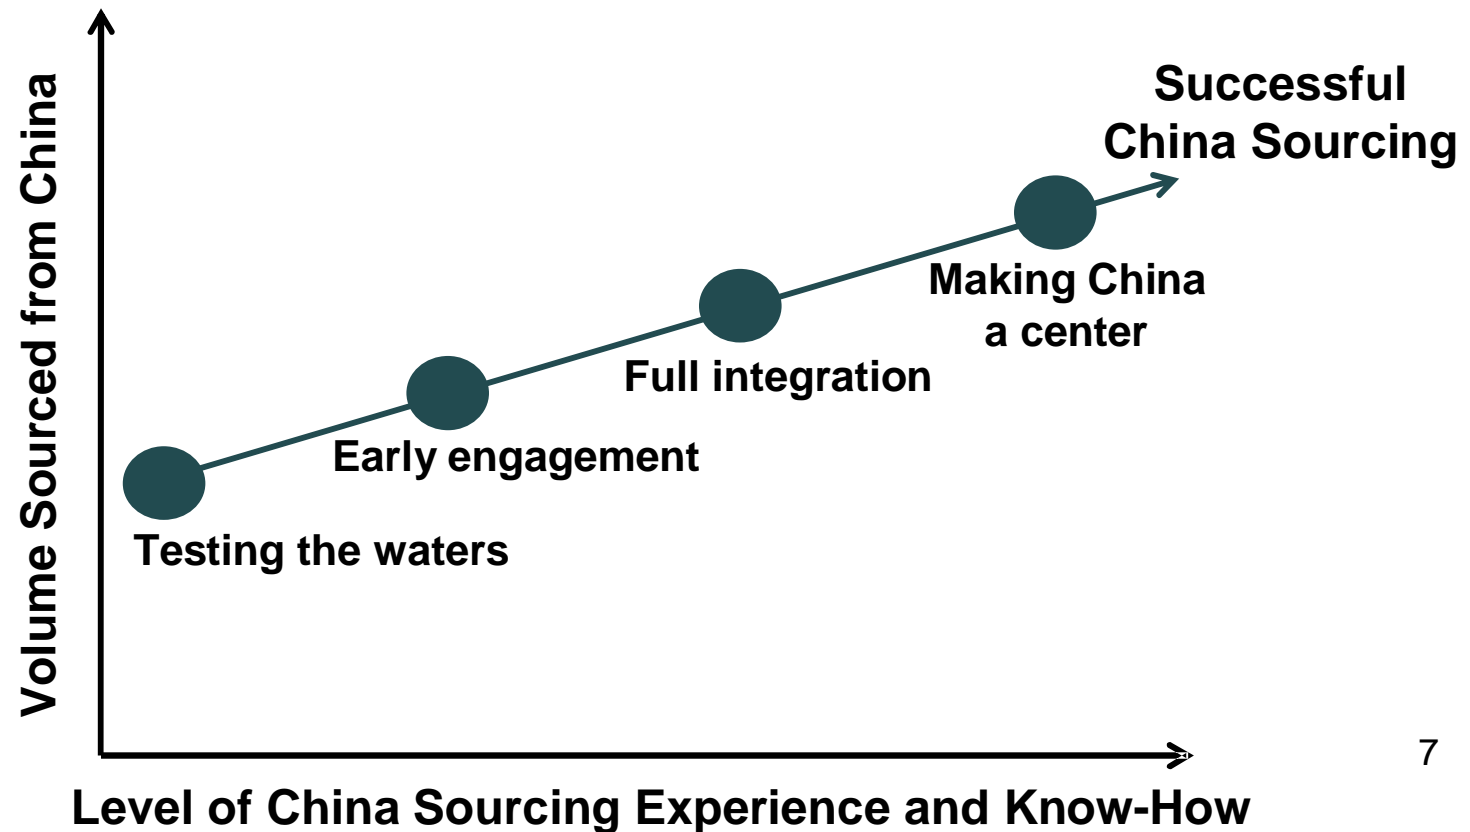 Volume Sourced from China
Successful
China Sourcing
Making China
a center
Full integration
Early engagement
Testing the waters
7
Level of China Sourcing Experience and Know-How